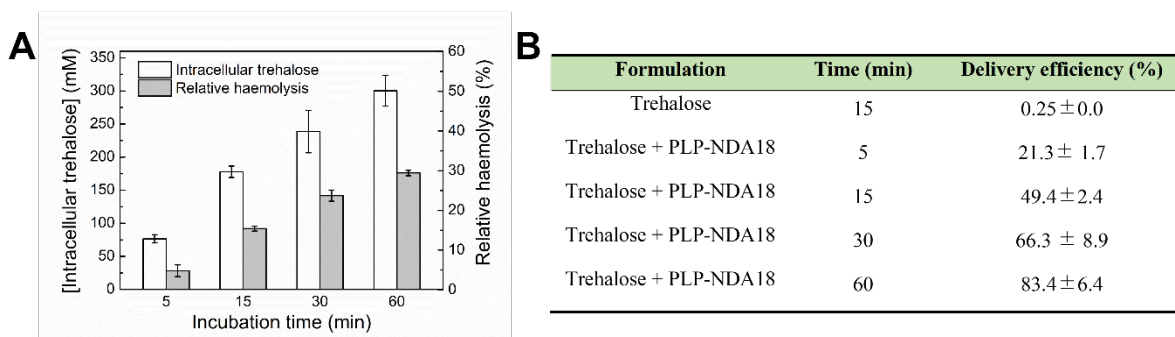 A
[Intracellular trehalose] (mM)
350
300
250
200
150
100
50
0
Intracellular trehalose
Relative haemolysis
60
50
40
30
20
10
0
Relative haemolysis (%)
5 15 30 60
Incubation time (min)
B
Formulation Time (min) Delivery efficiency (%)
Trehalose 15 0.25±0.0
Trehalose + PLP-NDA18 5 21.3± 1.7
Trehalose + PLP-NDA18 15 49.4±2.4
Trehalose + PLP-NDA18 30 66.3 ± 8.9
Trehalose + PLP-NDA18 60 83.4±6.4